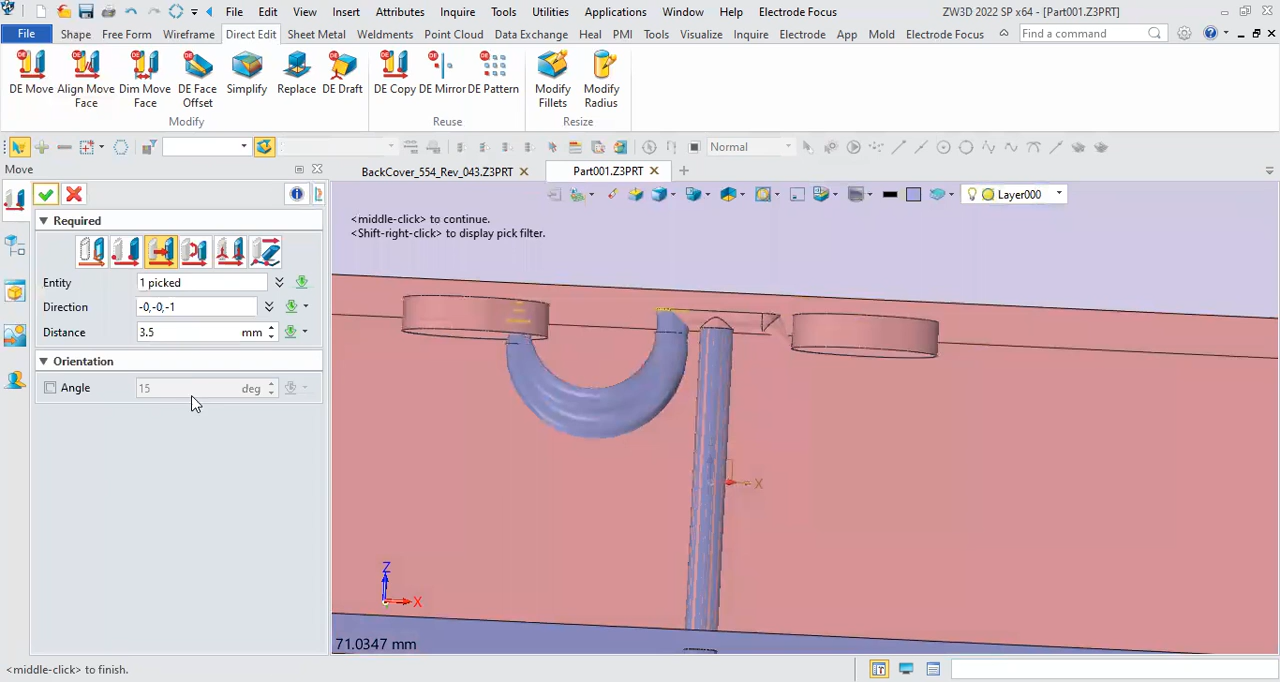 File Edit View Insert Attributes Inquire Tools Utilities Applications Window Help Electrode Focus ZW3D 2022 SP x64 - [Part001.Z3PRT]
File Shape Free Form Wireframe Direct Edit Sheet Metal Weldments Point Cloud Data Exchange Heal PMI Tools Visualize Inquire Electrode App Mold Electrode Focus Find a command
DE Move Align Move Face Dim Move Face DE Face Offset Simplify Replace DE Draft DE Copy DE Mirror DE Pattern Modify Fillets Modify Radius
Modify Reuse Resize
Normal
Move BackCover_554_Rev_043.Z3PRT Part001.Z3PRT
Layer000
Required
<middle-click> to continue.
<Shift-right-click> to display pick filter.
Entity 1 picked
Direction -0,-0,-1
Distance 3.5 mm
Orientation
Angle 15 deg
X
Z
X
71.0347 mm
<middle-click> to finish.